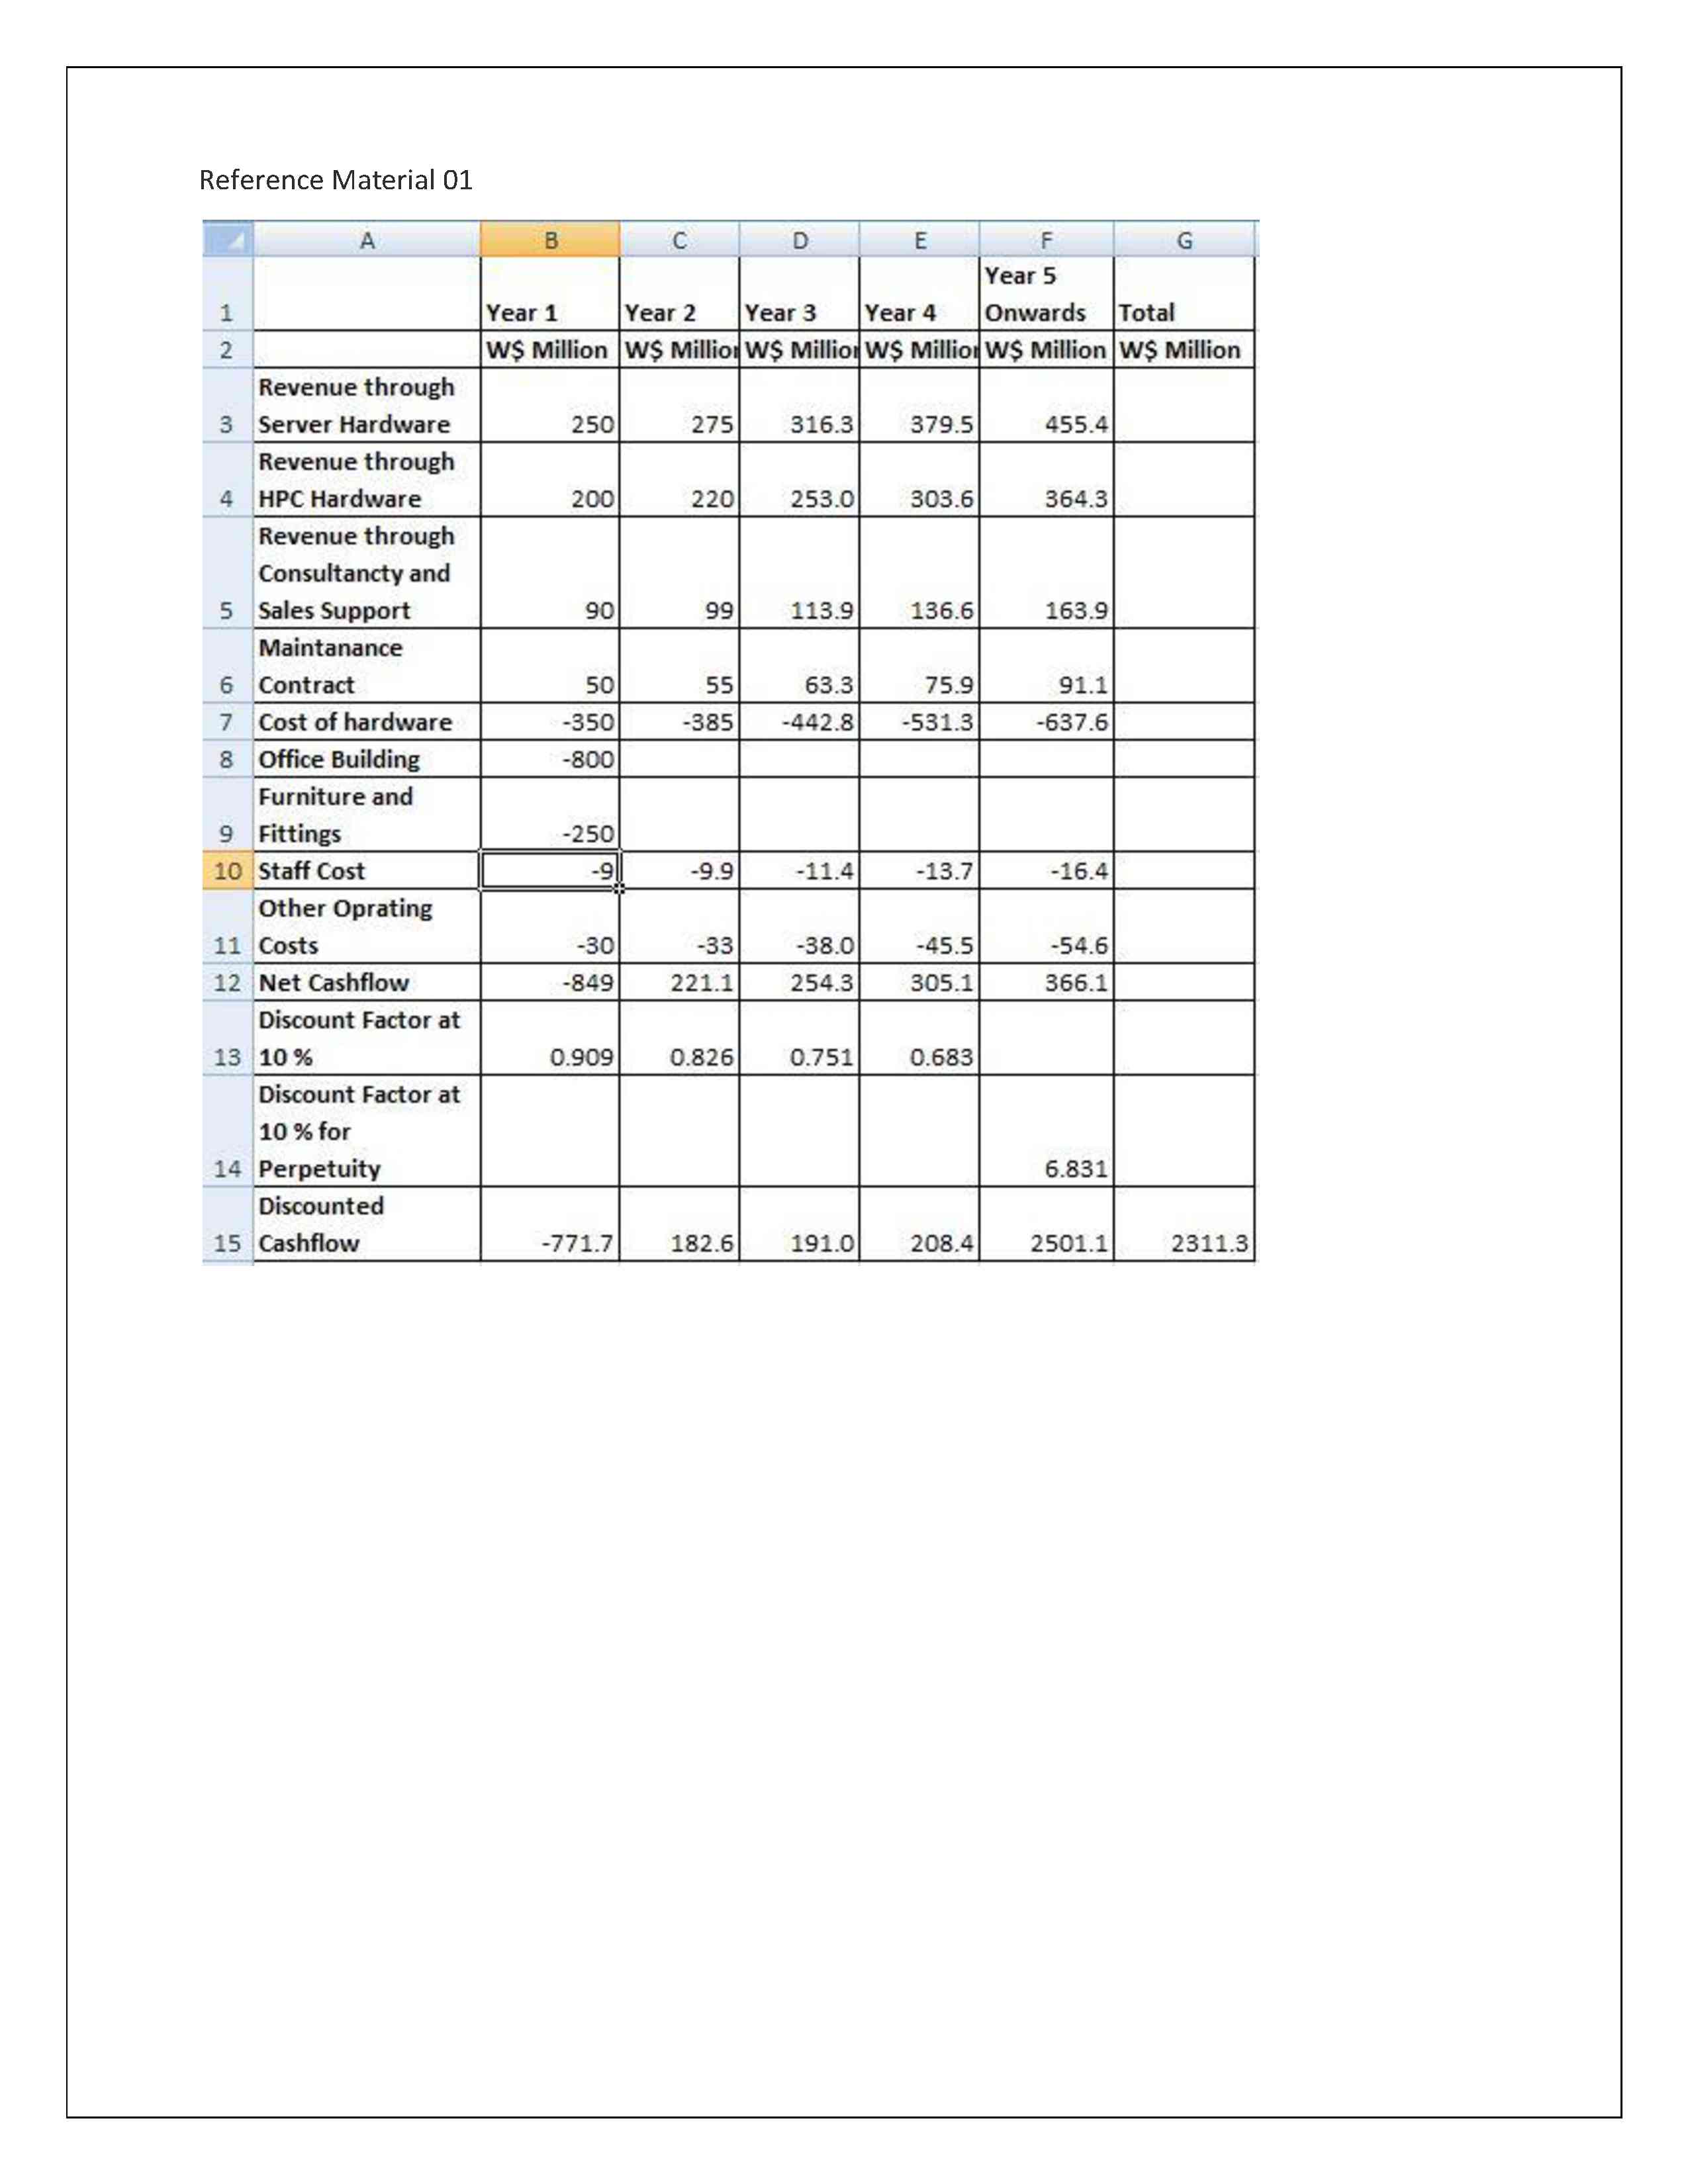 Reference Material 01
A B C D E F G
Year 5
1 Year 1 Year 2 Year 3 Year 4 Onwards Total
2 W$ Million W$ Million W$ Million W$ Million W$ Million W$ Million
Revenue through
3 Server Hardware 250 275 316.3 379.5 455.4
Revenue through
4 HPC Hardware 200 220 253.0 303.6 364.3
Revenue through
Consultancty and
5 Sales Support 90 99 113.9 136.6 163.9
Maintanance
6 Contract 50 55 63.3 75.9 91.1
7 Cost of hardware -350 -385 -442.8 -531.3 -637.6
8 Office Building -800
Furniture and
9 Fittings -250
10 Staff Cost -9 -9.9 -11.4 -13.7 -16.4
Other Oprating
11 Costs -30 -33 -38.0 -45.5 -54.6
12 Net Cashflow -849 221.1 254.3 305.1 366.1
Discount Factor at
13 10 % 0.909 0.826 0.751 0.683
Discount Factor at
10 % for
14 Perpetuity 6.831
Discounted
15 Cashflow -771.7 182.6 191.0 208.4 2501.1 2311.3